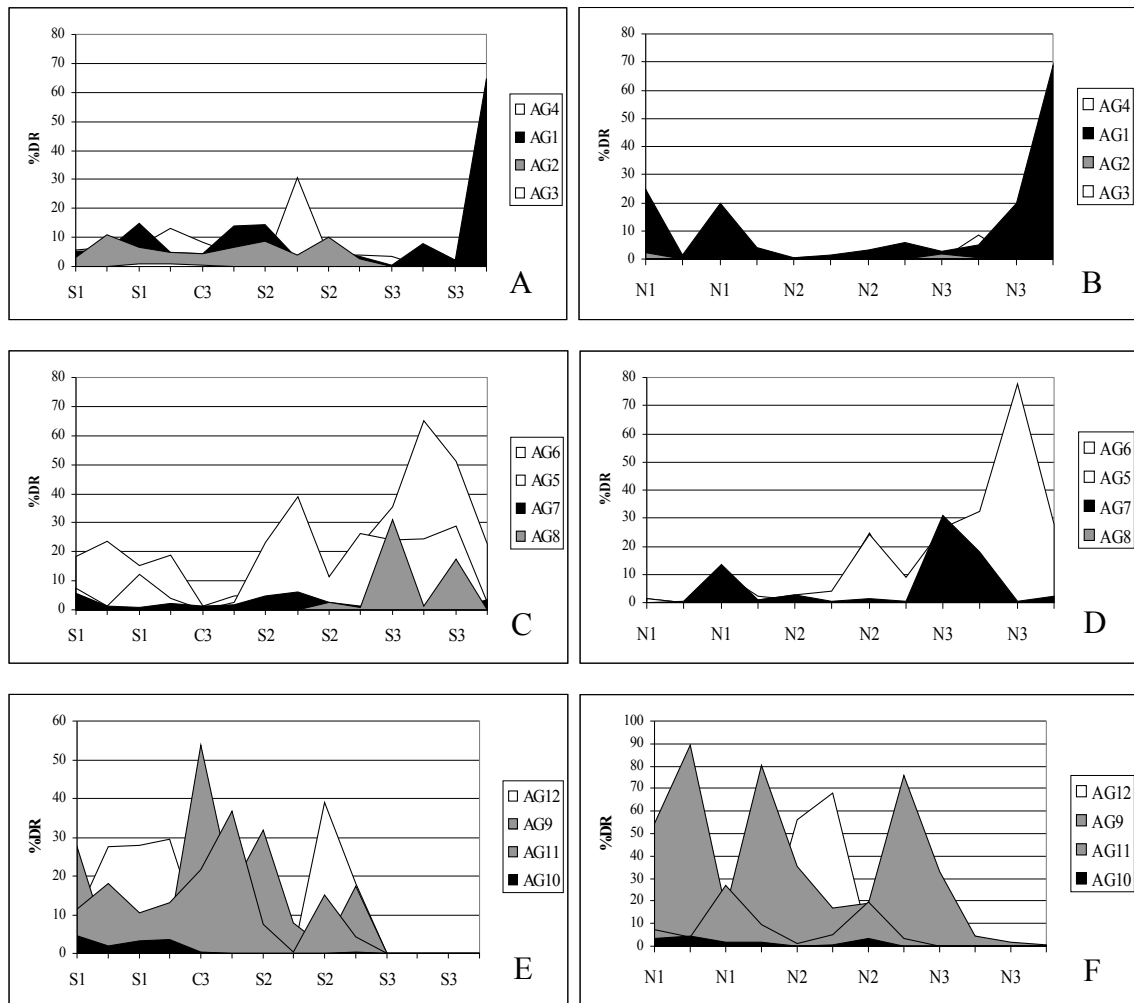 80
70
60
50
40
30
20
10
0
%DR
S1 S1 C3 S2 S2 S3 S3
AG4
AG1
AG2
AG3
A
80
70
60
50
40
30
20
10
0
%DR
N1 N1 N2 N2 N3 N3
AG4
AG1
AG2
AG3
B
80
70
60
50
40
30
20
10
0
%DR
S1 S1 C3 S2 S2 S3 S3
AG6
AG5
AG7
AG8
C
80
70
60
50
40
30
20
10
0
%DR
N1 N1 N2 N2 N3 N3
AG6
AG5
AG7
AG8
D
60
50
40
30
20
10
0
%DR
S1 S1 C3 S2 S2 S3 S3
AG12
AG9
AG11
AG10
E
100
90
80
70
60
50
40
30
20
10
0
%DR
N1 N1 N2 N2 N3 N3
AG12
AG9
AG11
AG10
F